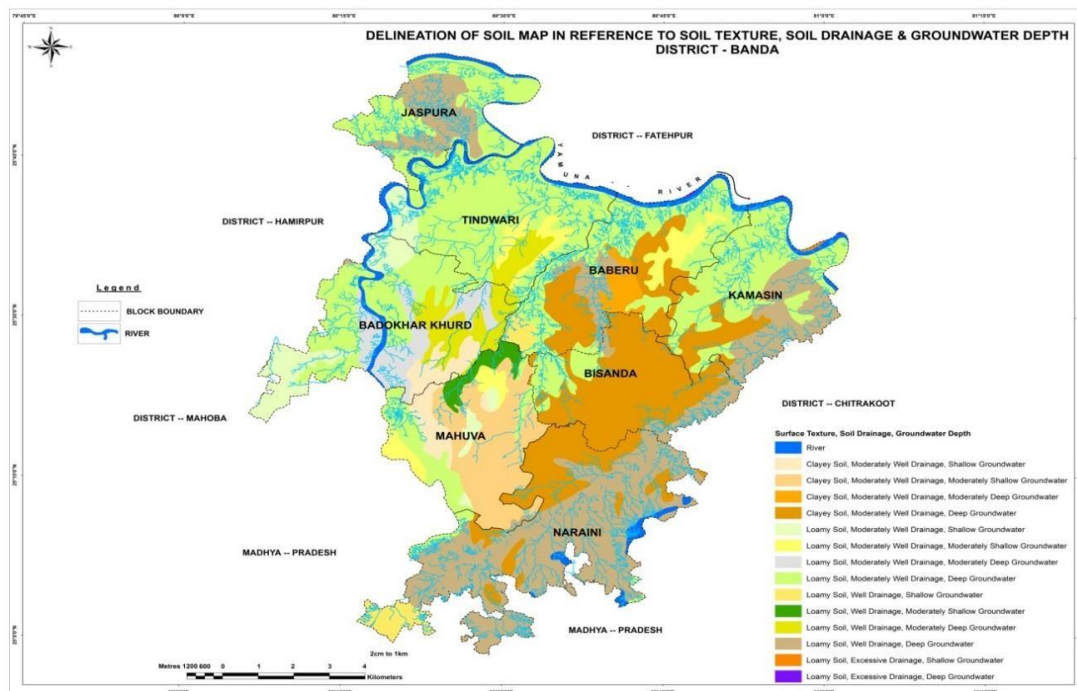 DELINEATION OF SOIL MAP IN REFERENCE TO SOIL TEXTURE, SOIL DRAINAGE & GROUNDWATER DEPTH
DISTRICT - BANDA
JASPURA
DISTRICT -- FATEHPUR
YAMUNA RIVER
DISTRICT -- HAMIRPUR
TINDWARI
BABERU
KAMASIN
Legend
BLOCK BOUNDARY
RIVER
BADOKHAR KHURD
BISANDA
DISTRICT -- MAHOBA
DISTRICT -- CHITRAKOOT
MAHUVA
NARAINI
MADHYA -- PRADESH
MADHYA -- PRADESH
Surface Texture, Soil Drainage, Groundwater Depth
River
Clayey Soil, Moderately Well Drainage, Shallow Groundwater
Clayey Soil, Moderately Well Drainage, Moderately Shallow Groundwater
Clayey Soil, Moderately Well Drainage, Moderately Deep Groundwater
Clayey Soil, Moderately Well Drainage, Deep Groundwater
Loamy Soil, Moderately Well Drainage, Shallow Groundwater
Loamy Soil, Moderately Well Drainage, Moderately Shallow Groundwater
Loamy Soil, Moderately Well Drainage, Moderately Deep Groundwater
Loamy Soil, Moderately Well Drainage, Deep Groundwater
Loamy Soil, Well Drainage, Shallow Groundwater
Loamy Soil, Well Drainage, Moderately Shallow Groundwater
Loamy Soil, Well Drainage, Moderately Deep Groundwater
Loamy Soil, Well Drainage, Deep Groundwater
Loamy Soil, Excessive Drainage, Shallow Groundwater
Loamy Soil, Excessive Drainage, Deep Groundwater
2cm to 1km
Metres 1200 600 0 1 2 3 4
Kilometers